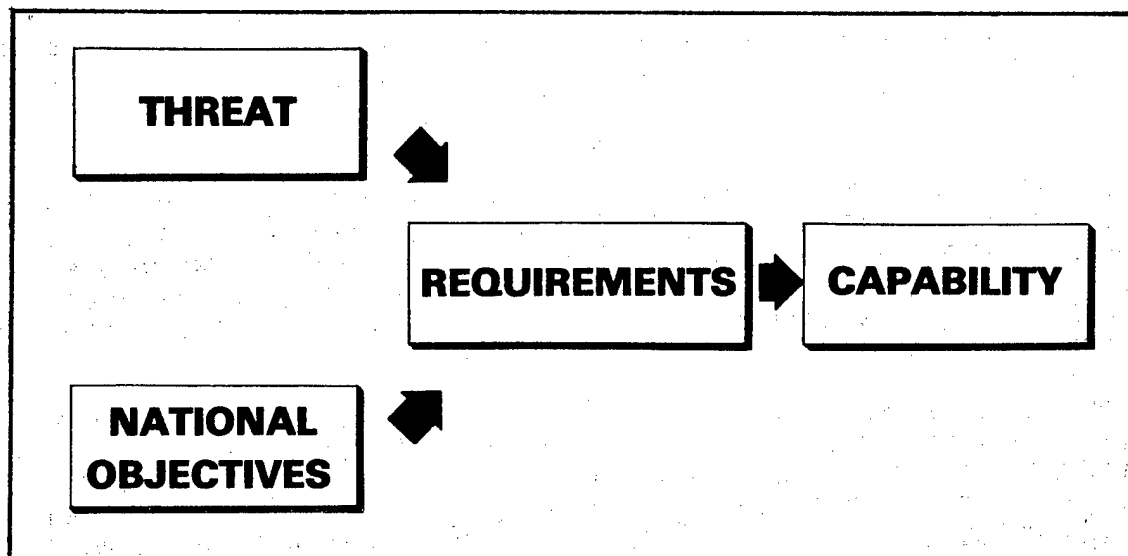 THREAT
REQUIREMENTS
CAPABILITY
NATIONAL
OBJECTIVES